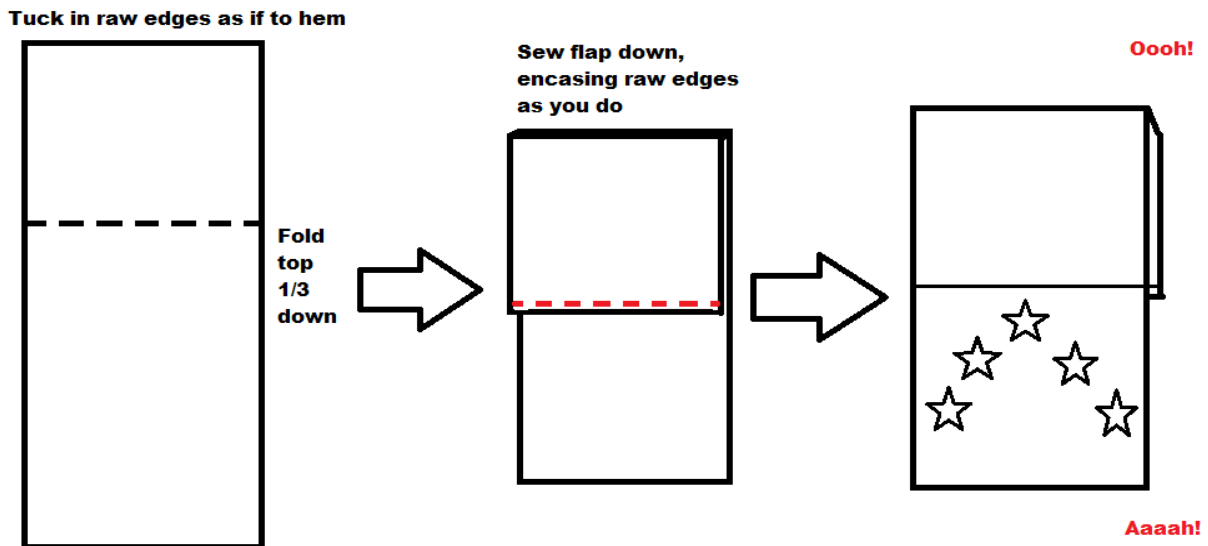 Tuck in raw edges as if to hem
Fold
top
1/3
down
Sew flap down,
encasing raw edges
as you do
Oooh!
Aaaah!